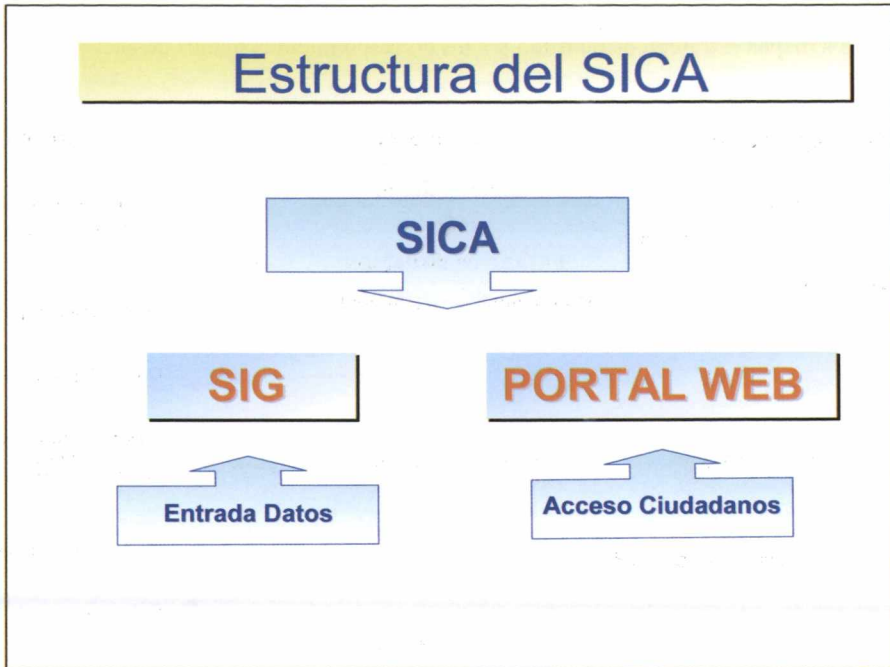 Estructura del SICA
SICA
SIG
PORTAL WEB
Entrada Datos
Acceso Ciudadanos